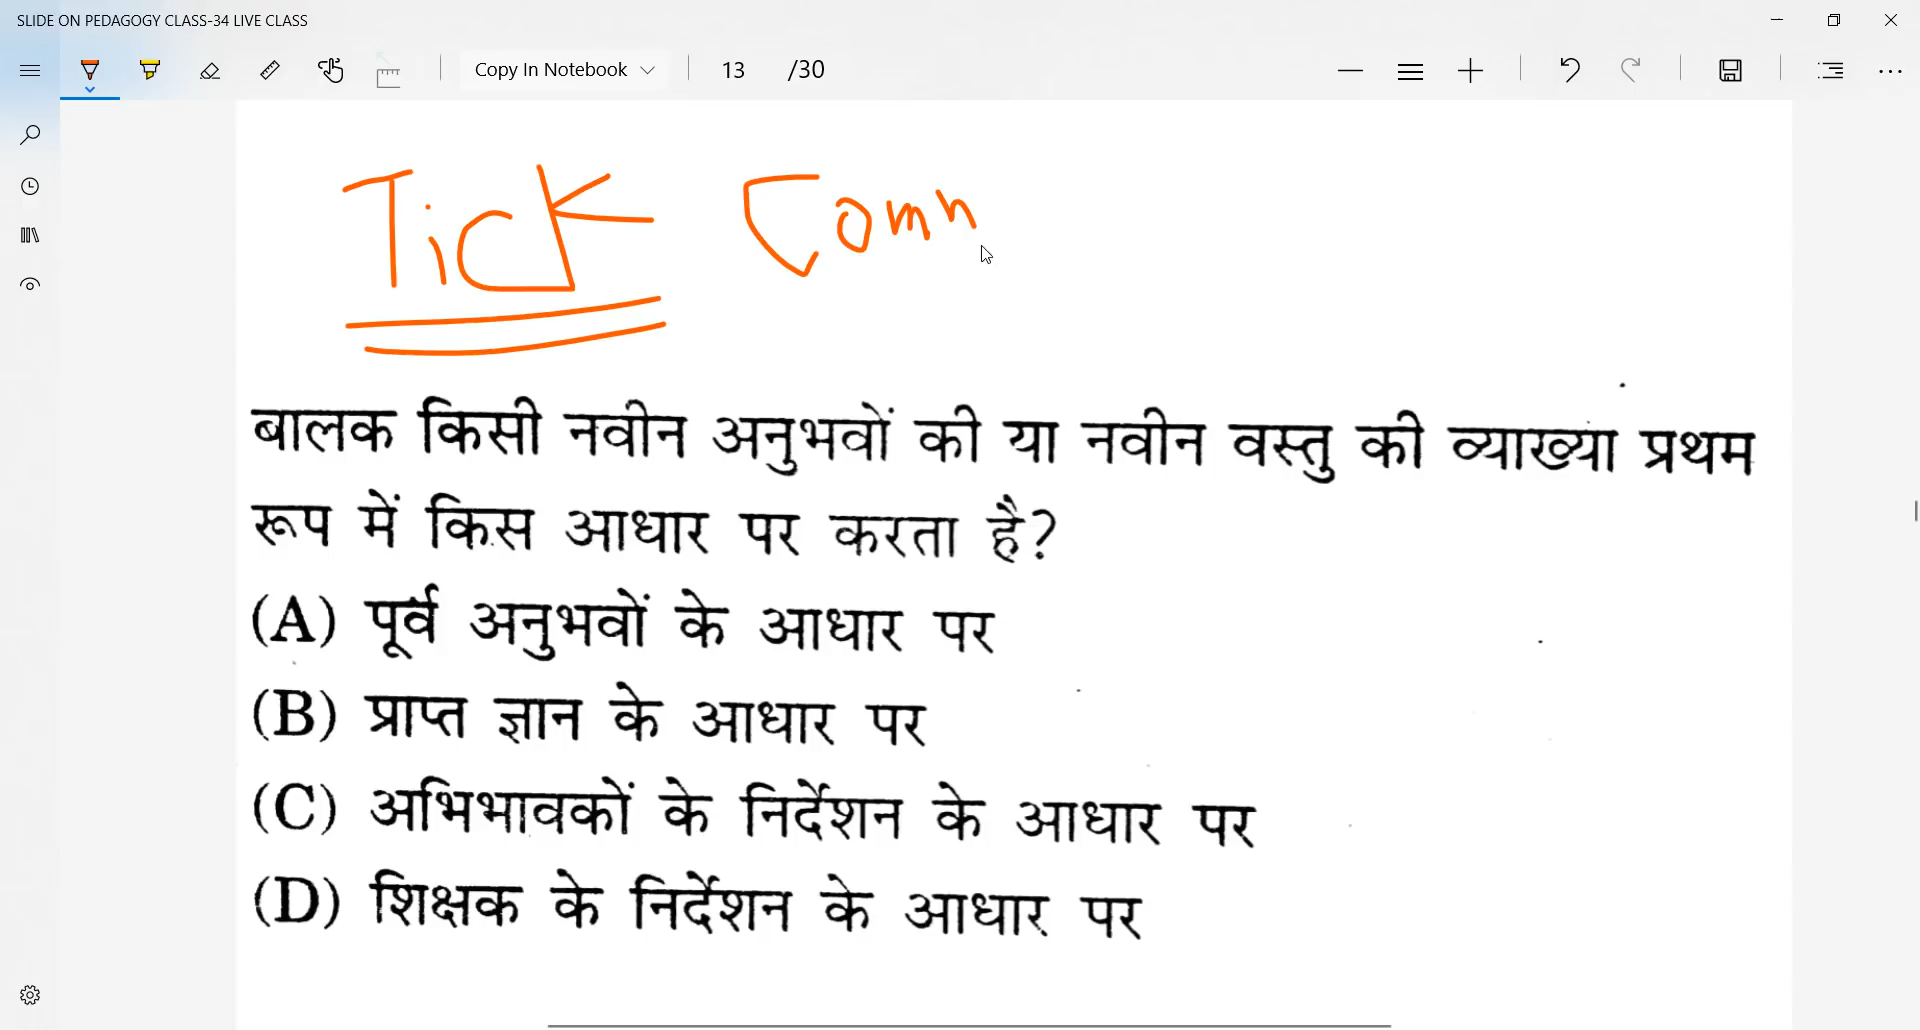 SLIDE ON PEDAGOGY CLASS-34 LIVE CLASS
Copy In Notebook 13 /30
Tick Comn
बालक किसी नवीन अनुभवों की या नवीन वस्तु की व्याख्या प्रथम
रूप में किस आधार पर करता है?
(A) पूर्व अनुभवों के आधार पर
(B) प्राप्त ज्ञान के आधार पर
(C) अभिभावकों के निर्देशन के आधार पर
(D) शिक्षक के निर्देशन के आधार पर